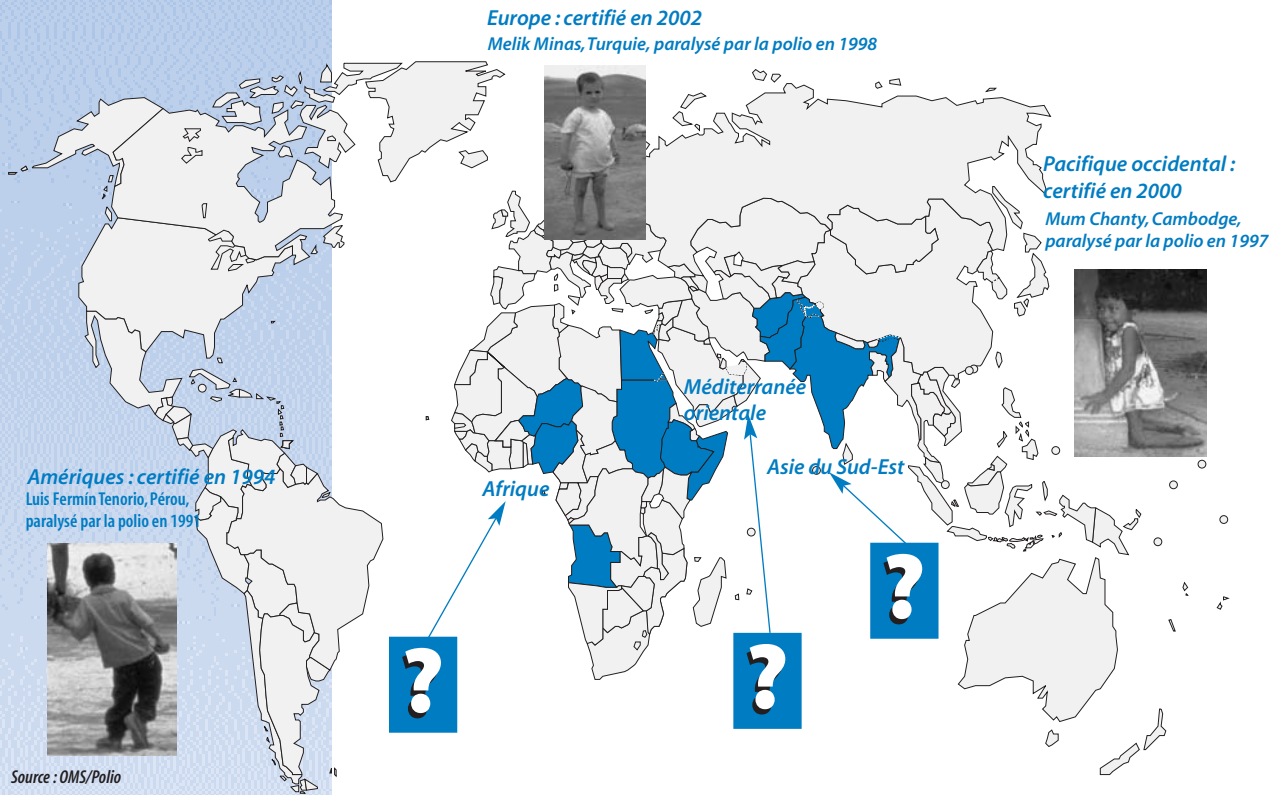 Europe : certifié en 2002
Melik Minas, Turquie, paralysé par la polio en 1998
Pacifique occidental :
certifié en 2000
Mum Chanty, Cambodge,
paralysé par la polio en 1997
Méditerranée
orientale
Asie du Sud-Est
Afrique
Amériques : certifié en 1994
Luis Fermín Tenorio, Pérou,
paralysé par la polio en 1991
?
?
?
Source : OMS/Polio